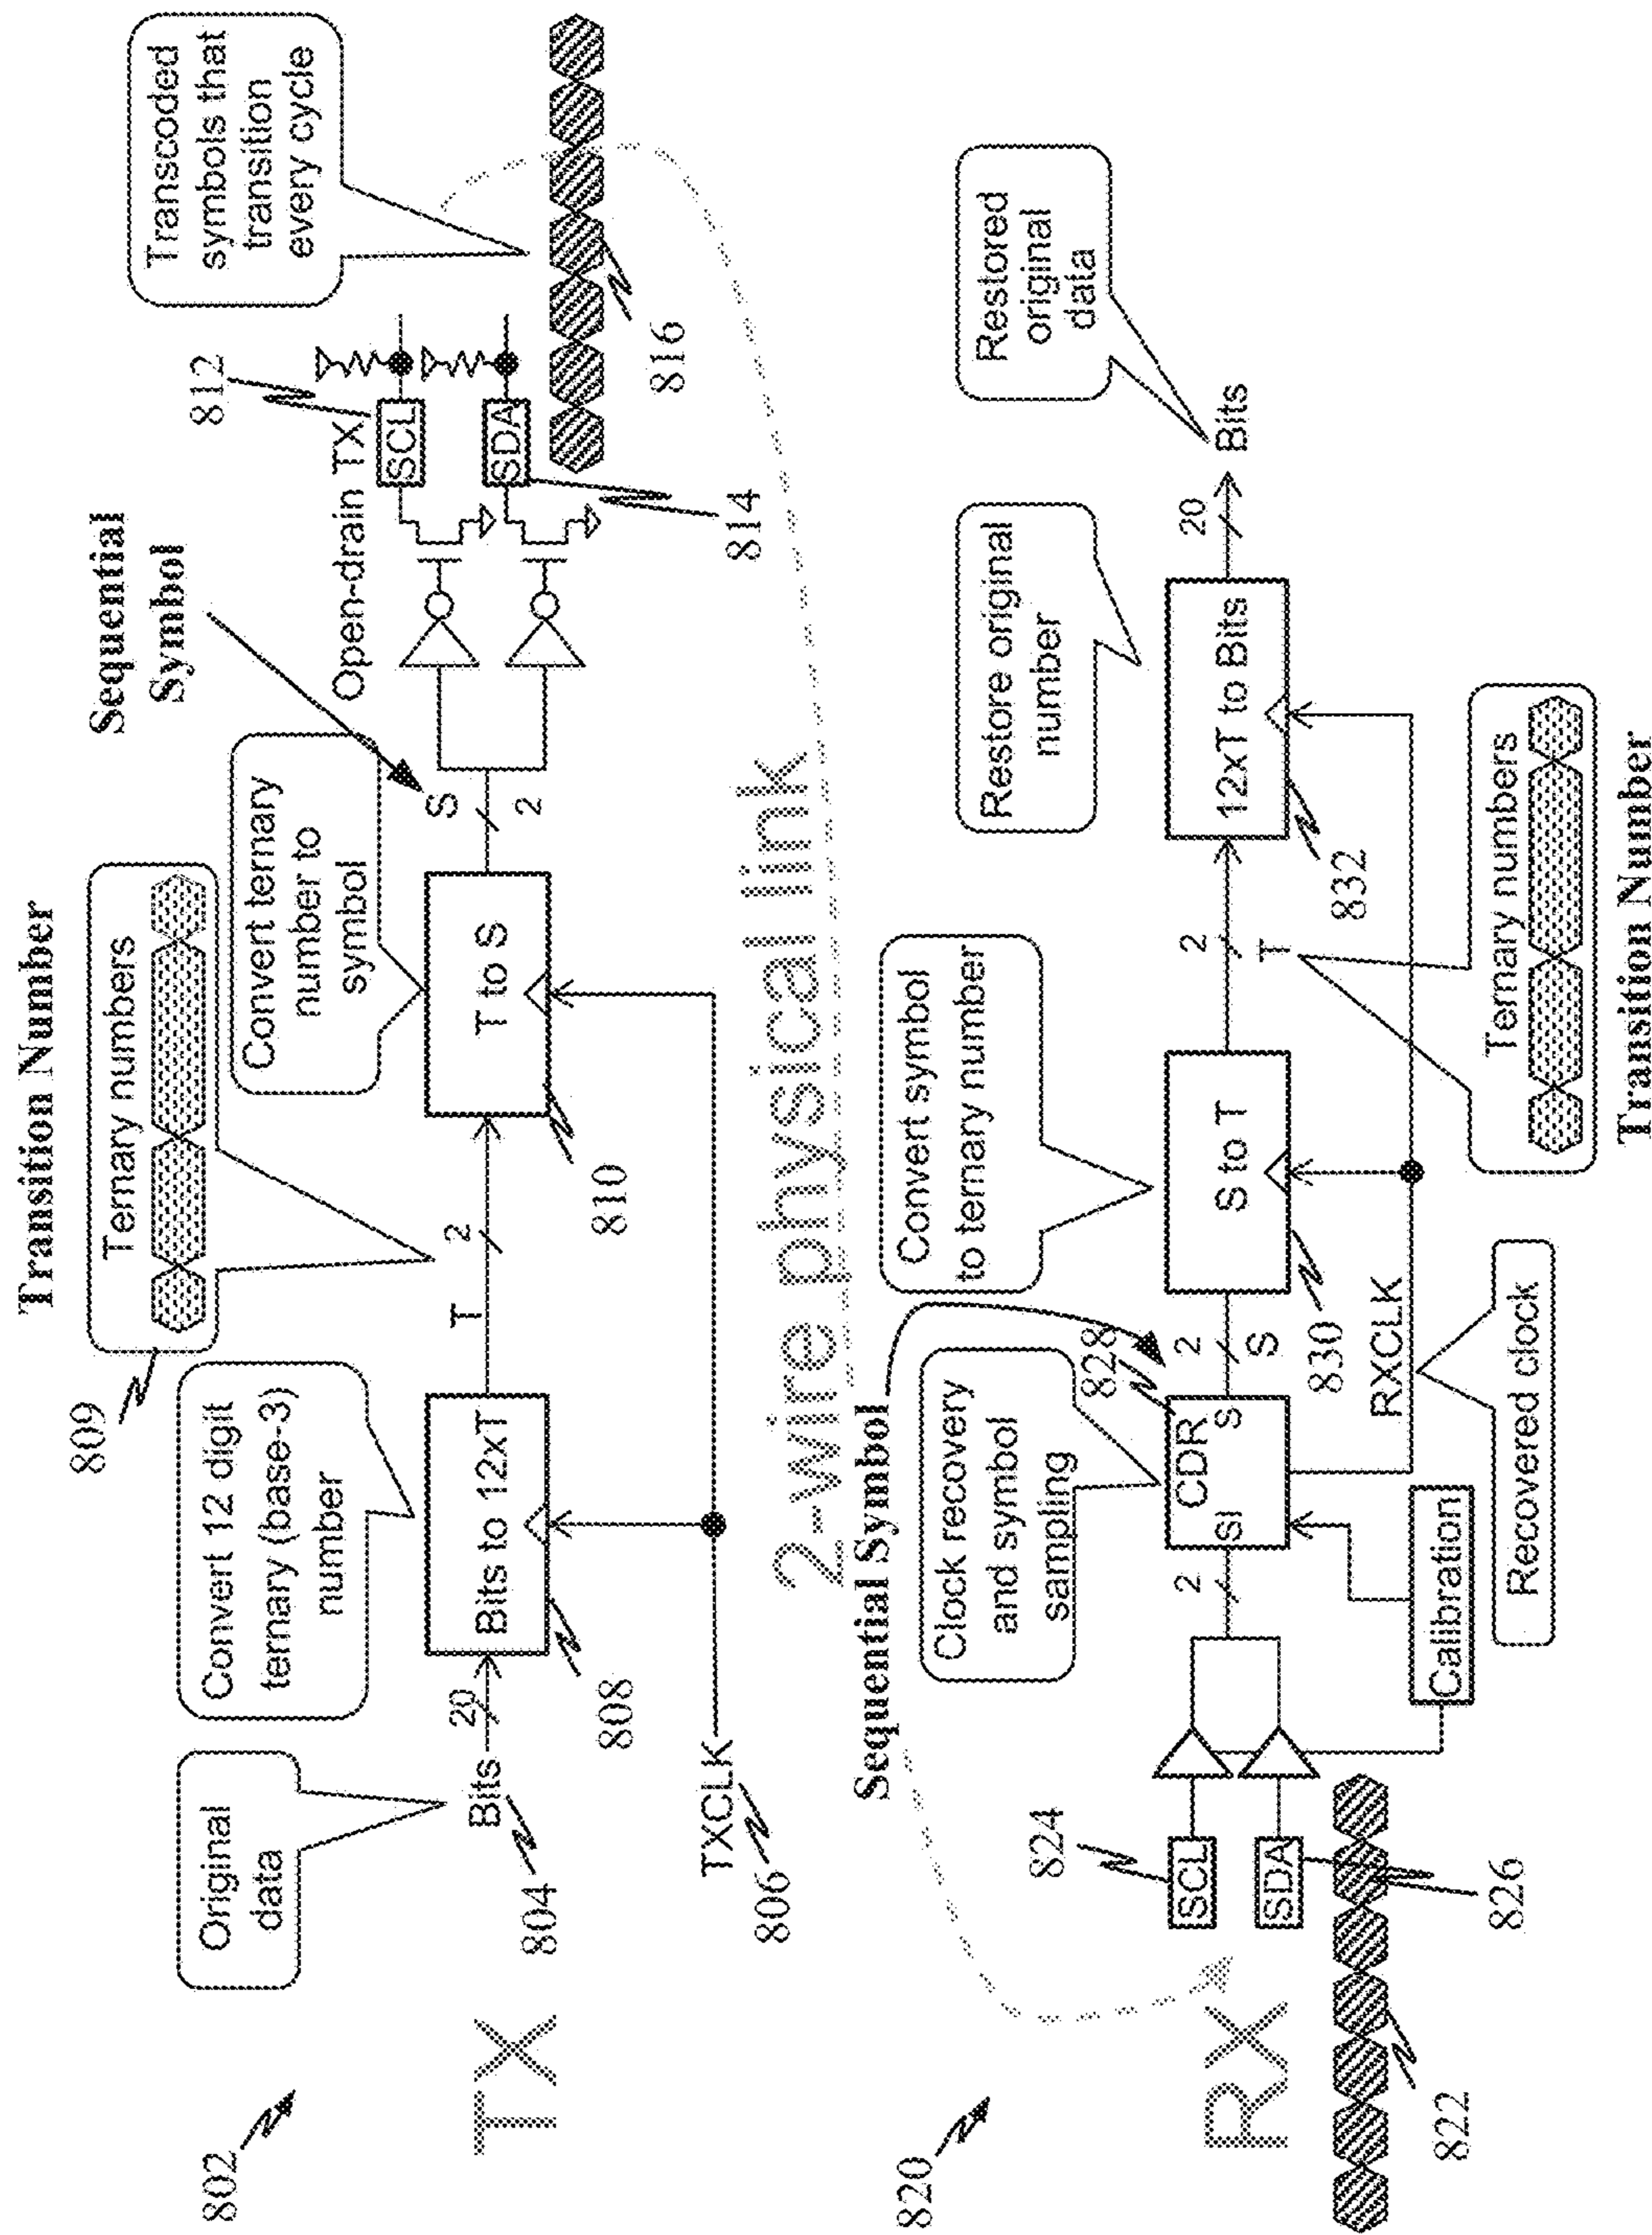 802
TX
Original
data
Bits
804
20
TXCLK
806
Convert 12 digit
ternary (base-3)
number
Bits to 12xT
808
809
Transition Number
Ternary numbers
T
2
Convert ternary
number to
symbol
T to S
810
S
2
Sequential
Symbol
Open-drain TX
SCL
812
SDA
814
816
Transcoded
symbols that
transition
every cycle
2-wire physical link
820
RX
822
SCL
824
SDA
826
2
Sequential Symbol
Clock recovery
and symbol
sampling
CDR
SI
S
828
2
S
Calibration
RXCLK
Recovered clock
Convert symbol
to ternary number
S to T
830
2
T
Ternary numbers
Transition Number
Restore original
number
12xT to Bits
832
20
Bits
Restored
original
data